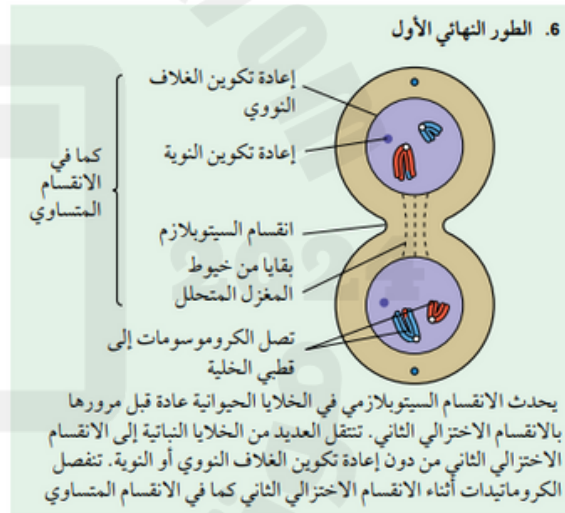 6. الطور النهائي الأول
إعادة تكوين الغلاف
النووي
إعادة تكوين النوية
كما في
الانقسام
المتساوي
انقسام السيتوبلازم
بقايا من خيوط
المغزل المتحلل
تصل الكروموسومات إلى
قطبي الخلية
يحدث الانقسام السيتوبلازمي في الخلايا الحيوانية عادة قبل مرورها
بالانقسام الاختزالي الثاني. تنتقل العديد من الخلايا النباتية إلى الانقسام
الاختزالي الثاني من دون إعادة تكوين الغلاف النووي أو النوية. تنفصل
الكروماتيدات أثناء الانقسام الاختزالي الثاني كما في الانقسام المتساوي
2024